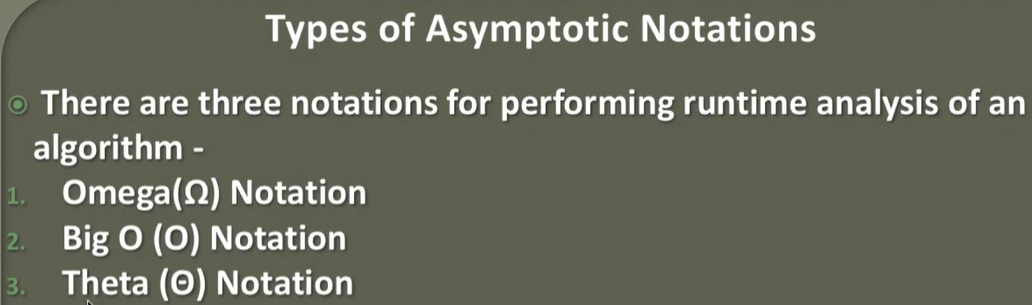 Types of Asymptotic Notations
There are three notations for performing runtime analysis of an
algorithm -
1. Omega(Ω) Notation
2. Big O (O) Notation
3. Theta (Θ) Notation